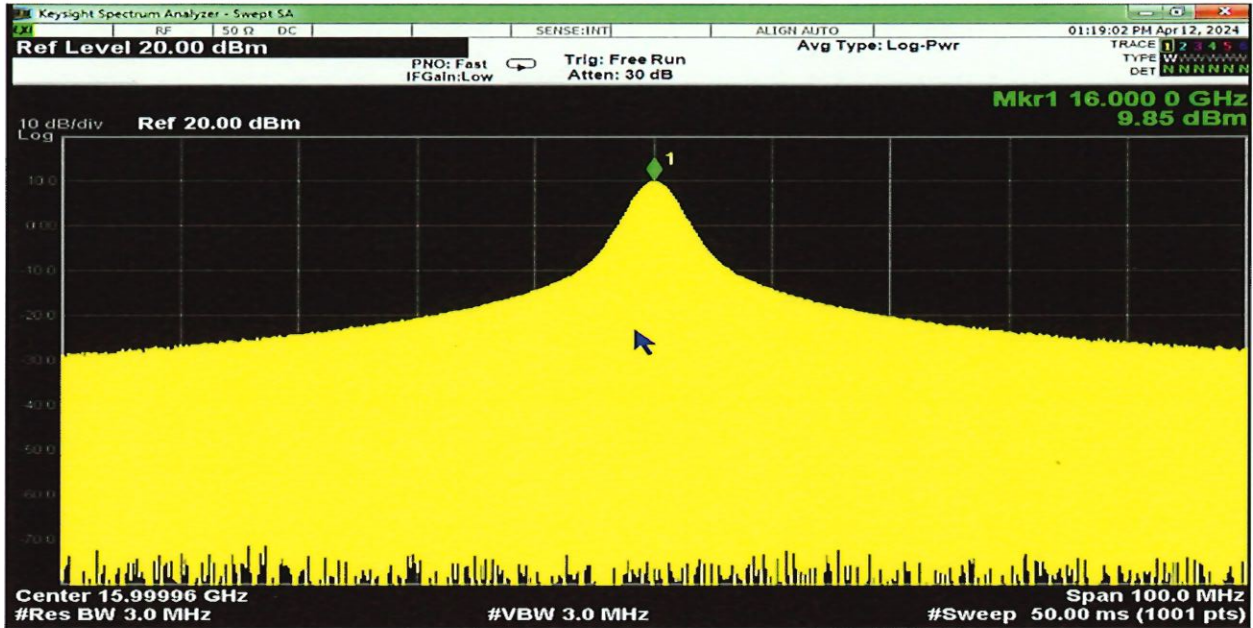 Keysight Spectrum Analyzer - Swept SA
LXI RF 50 Ω DC SENSE:INT ALIGN AUTO 01:19:02 PM Apr 12, 2024
Ref Level 20.00 dBm
Avg Type: Log-Pwr
TRACE 1 2 3 4 5 6
PNO: Fast Trig: Free Run
TYPE W
IFGain:Low Atten: 30 dB
DET N N N N N N
Mkr1 16.000 0 GHz
10 dB/div Ref 20.00 dBm 9.85 dBm
Log
1
10.0
0.00
-10.0
-20.0
-30.0
-40.0
-50.0
-60.0
-70.0
Center 15.99996 GHz Span 100.0 MHz
#Res BW 3.0 MHz #VBW 3.0 MHz #Sweep 50.00 ms (1001 pts)